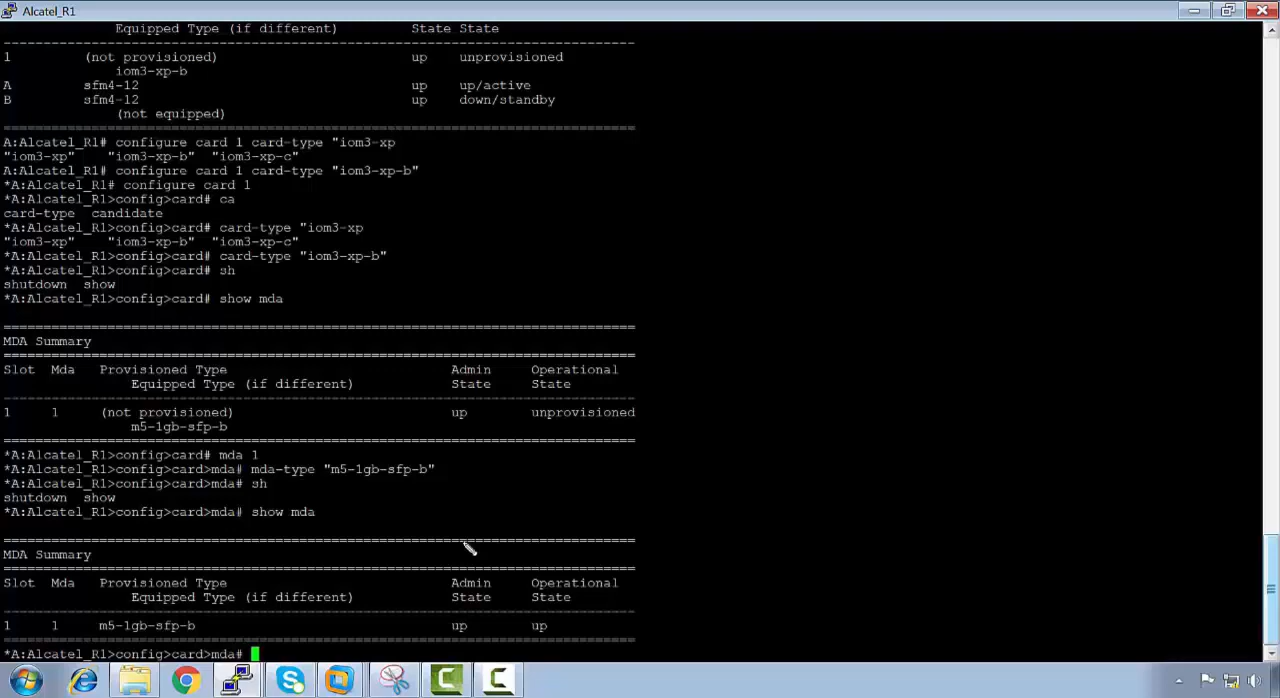 Alcatel_R1
Equipped Type (if different) State State
-------------------------------------------------------------------------------
1 (not provisioned) up unprovisioned
iom3-xp-b
A sfm4-12 up up/active
B sfm4-12 up down/standby
(not equipped)
===============================================================================
A:Alcatel_R1# configure card 1 card-type "iom3-xp
"iom3-xp" "iom3-xp-b" "iom3-xp-c"
A:Alcatel_R1# configure card 1 card-type "iom3-xp-b"
*A:Alcatel_R1# configure card 1
*A:Alcatel_R1>config>card# ca
card-type candidate
*A:Alcatel_R1>config>card# card-type "iom3-xp
"iom3-xp" "iom3-xp-b" "iom3-xp-c"
*A:Alcatel_R1>config>card# card-type "iom3-xp-b"
*A:Alcatel_R1>config>card# sh
shutdown show
*A:Alcatel_R1>config>card# show mda
===============================================================================
MDA Summary
===============================================================================
Slot Mda Provisioned Type Admin Operational
Equipped Type (if different) State State
-------------------------------------------------------------------------------
1 1 (not provisioned) up unprovisioned
m5-1gb-sfp-b
===============================================================================
*A:Alcatel_R1>config>card# mda 1
*A:Alcatel_R1>config>card>mda# mda-type "m5-1gb-sfp-b"
*A:Alcatel_R1>config>card>mda# sh
shutdown show
*A:Alcatel_R1>config>card>mda# show mda
===============================================================================
MDA Summary
===============================================================================
Slot Mda Provisioned Type Admin Operational
Equipped Type (if different) State State
-------------------------------------------------------------------------------
1 1 m5-1gb-sfp-b up up
===============================================================================
*A:Alcatel_R1>config>card>mda#